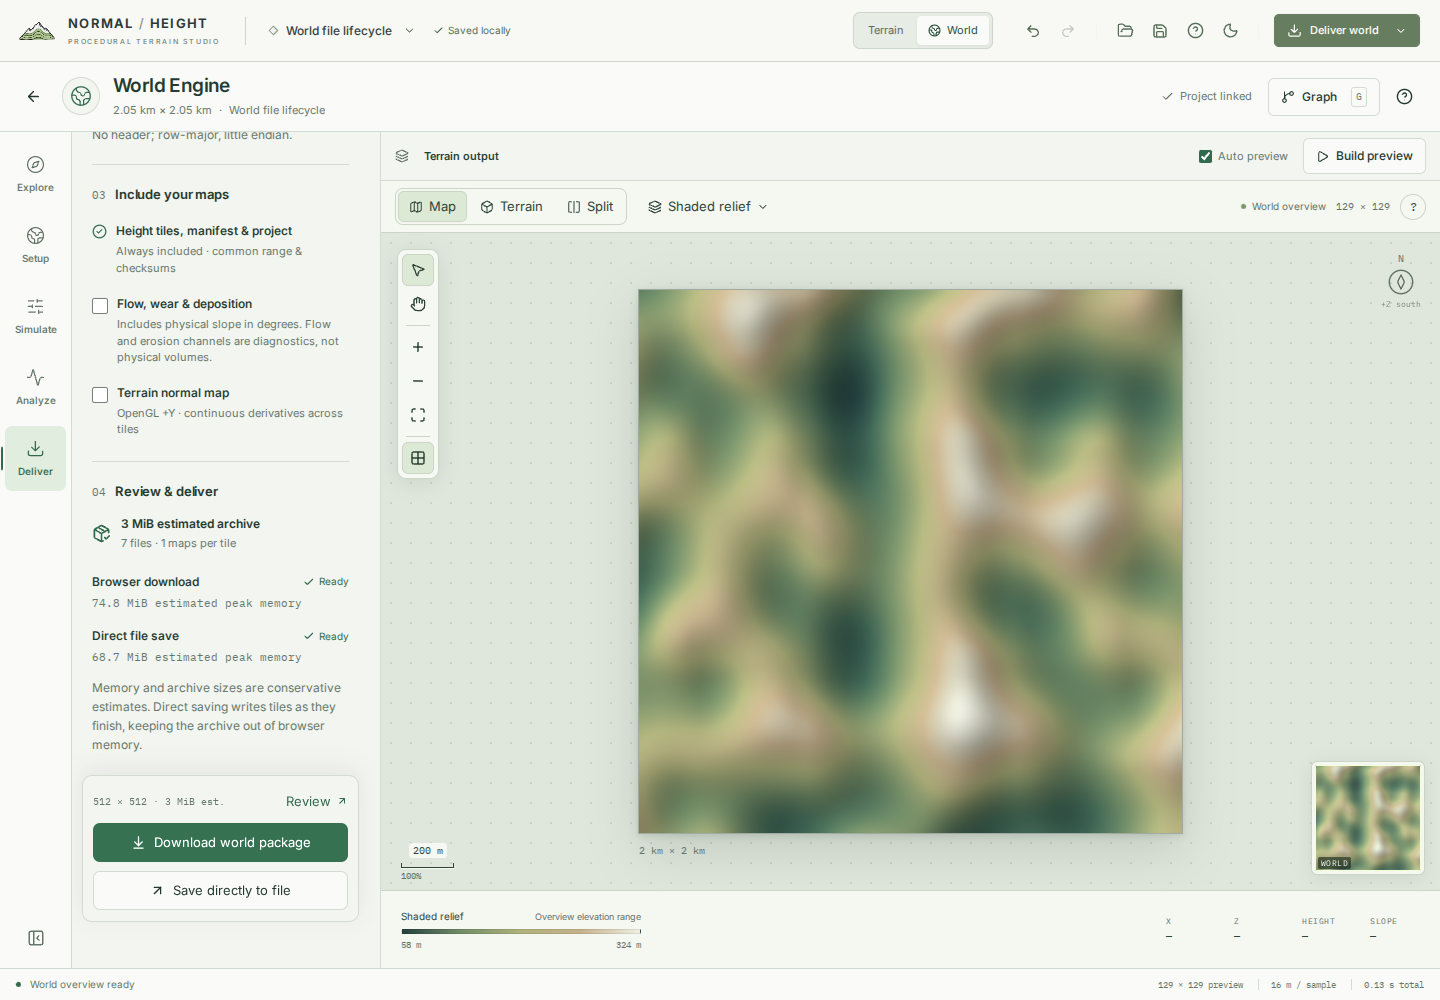 NORMAL / HEIGHT
PROCEDURAL TERRAIN STUDIO
World file lifecycle
Saved locally
Terrain
World
Deliver world
World Engine
2.05 km × 2.05 km · World file lifecycle
Project linked
Graph
G
Explore
Setup
Simulate
Analyze
Deliver
No header; row-major, little endian.
03 Include your maps
Height tiles, manifest & project
Always included · common range &
checksums
Flow, wear & deposition
Includes physical slope in degrees. Flow
and erosion channels are diagnostics, not
physical volumes.
Terrain normal map
OpenGL +Y · continuous derivatives across
tiles
04 Review & deliver
3 MiB estimated archive
7 files · 1 maps per tile
Browser download
Ready
74.8 MiB estimated peak memory
Direct file save
Ready
68.7 MiB estimated peak memory
Memory and archive sizes are conservative
estimates. Direct saving writes tiles as they
finish, keeping the archive out of browser
memory.
512 × 512 · 3 MiB est.
Review
Download world package
Save directly to file
Terrain output
Auto preview
Build preview
Map
Terrain
Split
Shaded relief
World overview
129 × 129
?
N
+Z south
200 m
100%
2 km × 2 km
WORLD
Shaded relief
Overview elevation range
58 m
324 m
X
—
Z
—
HEIGHT
—
SLOPE
—
World overview ready
129 × 129 preview
16 m / sample
0.13 s total